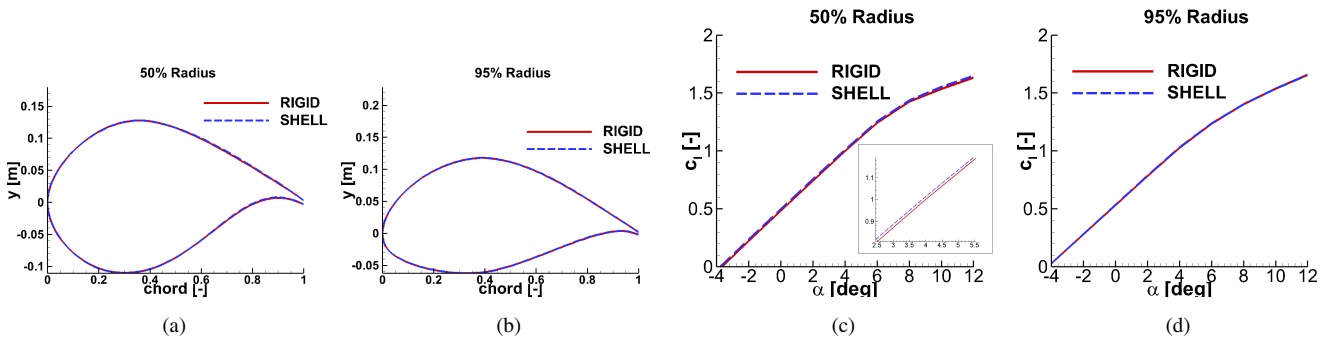 50% Radius
RIGID
SHELL
y [m]
0.15
0.1
0.05
0
-0.05
-0.1
0 0.2 0.4 0.6 0.8 1
chord [-]
(a)
95% Radius
RIGID
SHELL
y [m]
0.2
0.15
0.1
0.05
0
-0.05
0 0.2 0.4 0.6 0.8 1
chord [-]
(b)
50% Radius
RIGID
SHELL
cl [-]
2
1.5
1
0.5
0
1.1
1
0.9
2.5 3 3.5 4 4.5 5 5.5
-4 -2 0 2 4 6 8 10 12
α [deg]
(c)
95% Radius
RIGID
SHELL
cl [-]
2
1.5
1
0.5
0
-4 -2 0 2 4 6 8 10 12
α [deg]
(d)